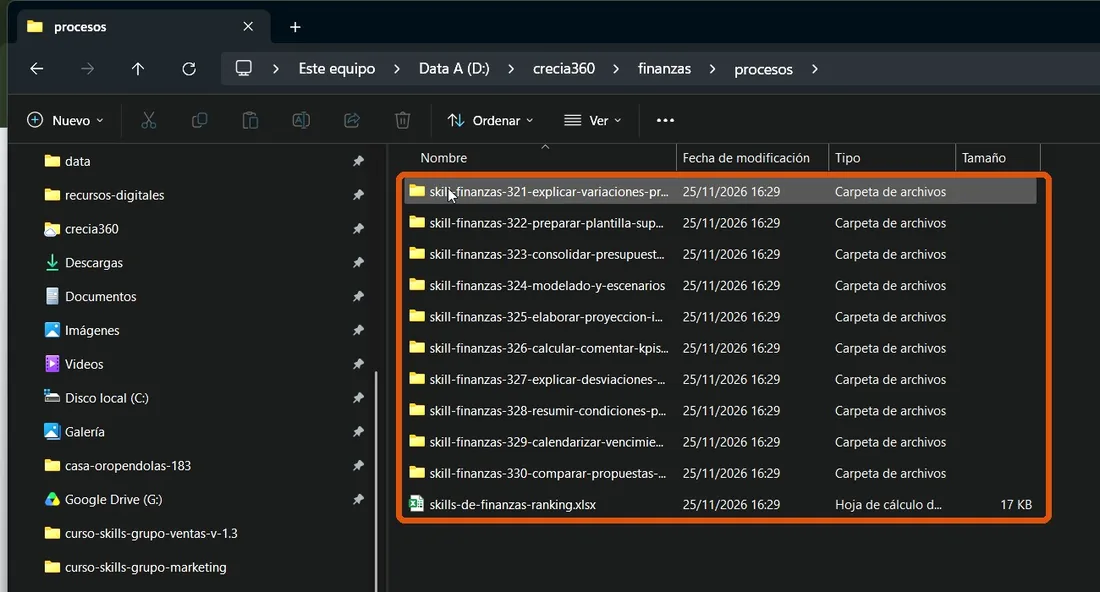 procesos
Este equipo > Data A (D:) > crecia360 > finanzas > procesos >
Nuevo Ordenar Ver
data
recursos-digitales
crecia360
Descargas
Documentos
Imágenes
Videos
Disco local (C:)
Galería
casa-oropendolas-183
Google Drive (G:)
curso-skills-grupo-ventas-v-1.3
curso-skills-grupo-marketing
Nombre Fecha de modificación Tipo Tamaño
skill-finanzas-321-explicar-variaciones-pr... 25/11/2026 16:29 Carpeta de archivos
skill-finanzas-322-preparar-plantilla-sup... 25/11/2026 16:29 Carpeta de archivos
skill-finanzas-323-consolidar-presupuest... 25/11/2026 16:29 Carpeta de archivos
skill-finanzas-324-modelado-y-escenarios 25/11/2026 16:29 Carpeta de archivos
skill-finanzas-325-elaborar-proyeccion-i... 25/11/2026 16:29 Carpeta de archivos
skill-finanzas-326-calcular-comentar-kpis... 25/11/2026 16:29 Carpeta de archivos
skill-finanzas-327-explicar-desviaciones-... 25/11/2026 16:29 Carpeta de archivos
skill-finanzas-328-resumir-condiciones-p... 25/11/2026 16:29 Carpeta de archivos
skill-finanzas-329-calendarizar-vencimie... 25/11/2026 16:29 Carpeta de archivos
skill-finanzas-330-comparar-propuestas-... 25/11/2026 16:29 Carpeta de archivos
skills-de-finanzas-ranking.xlsx 25/11/2026 16:29 Hoja de cálculo d... 17 KB